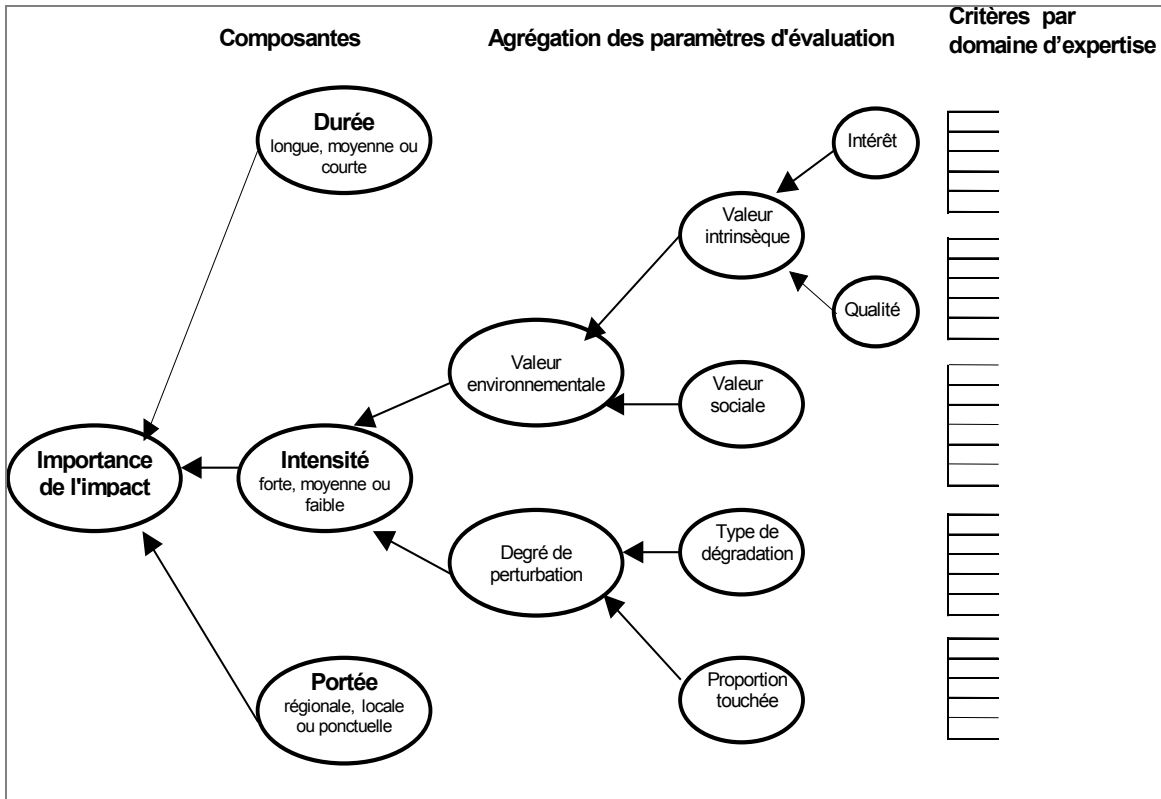 Composantes
Agrégation des paramètres d'évaluation
Critères par
domaine d'expertise
Durée
longue, moyenne ou
courte
Intérêt
Valeur
intrinsèque
Qualité
Valeur
environnementale
Valeur
sociale
Importance
de l'impact
Intensité
forte, moyenne ou
faible
Degré de
perturbation
Type de
dégradation
Portée
régionale, locale
ou ponctuelle
Proportion
touchée